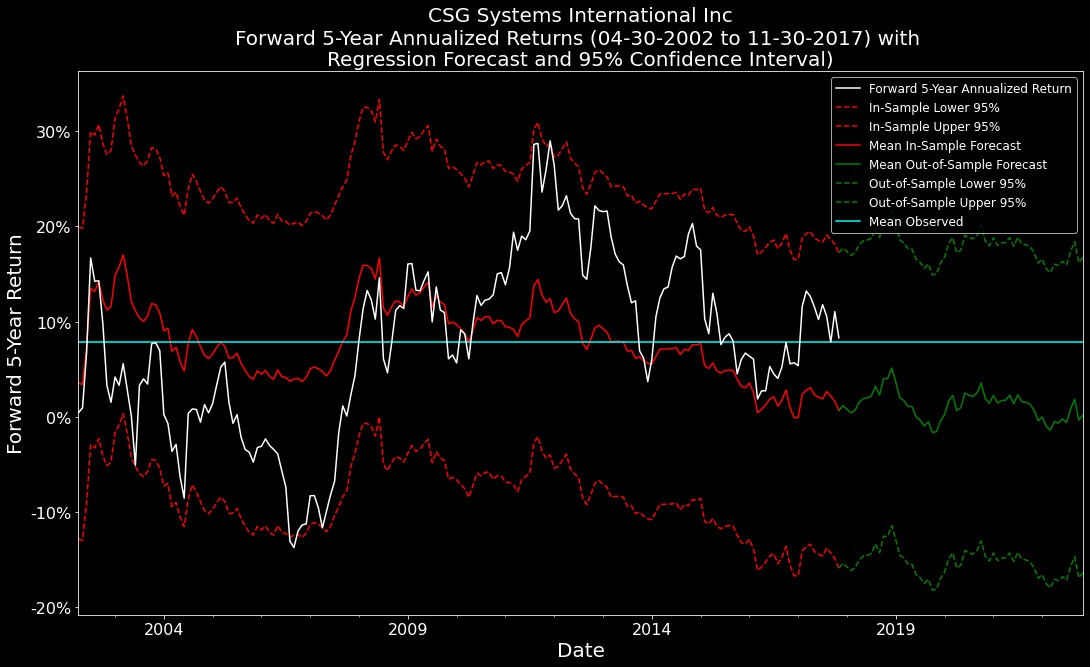 CSG Systems International Inc
Forward 5-Year Annualized Returns (04-30-2002 to 11-30-2017) with
Regression Forecast and 95% Confidence Interval)
Forward 5-Year Annualized Return
In-Sample Lower 95%
In-Sample Upper 95%
Mean In-Sample Forecast
Mean Out-of-Sample Forecast
Out-of-Sample Lower 95%
Out-of-Sample Upper 95%
Mean Observed
Forward 5-Year Return
30%
20%
10%
0%
-10%
-20%
2004
2009
2014
2019
Date